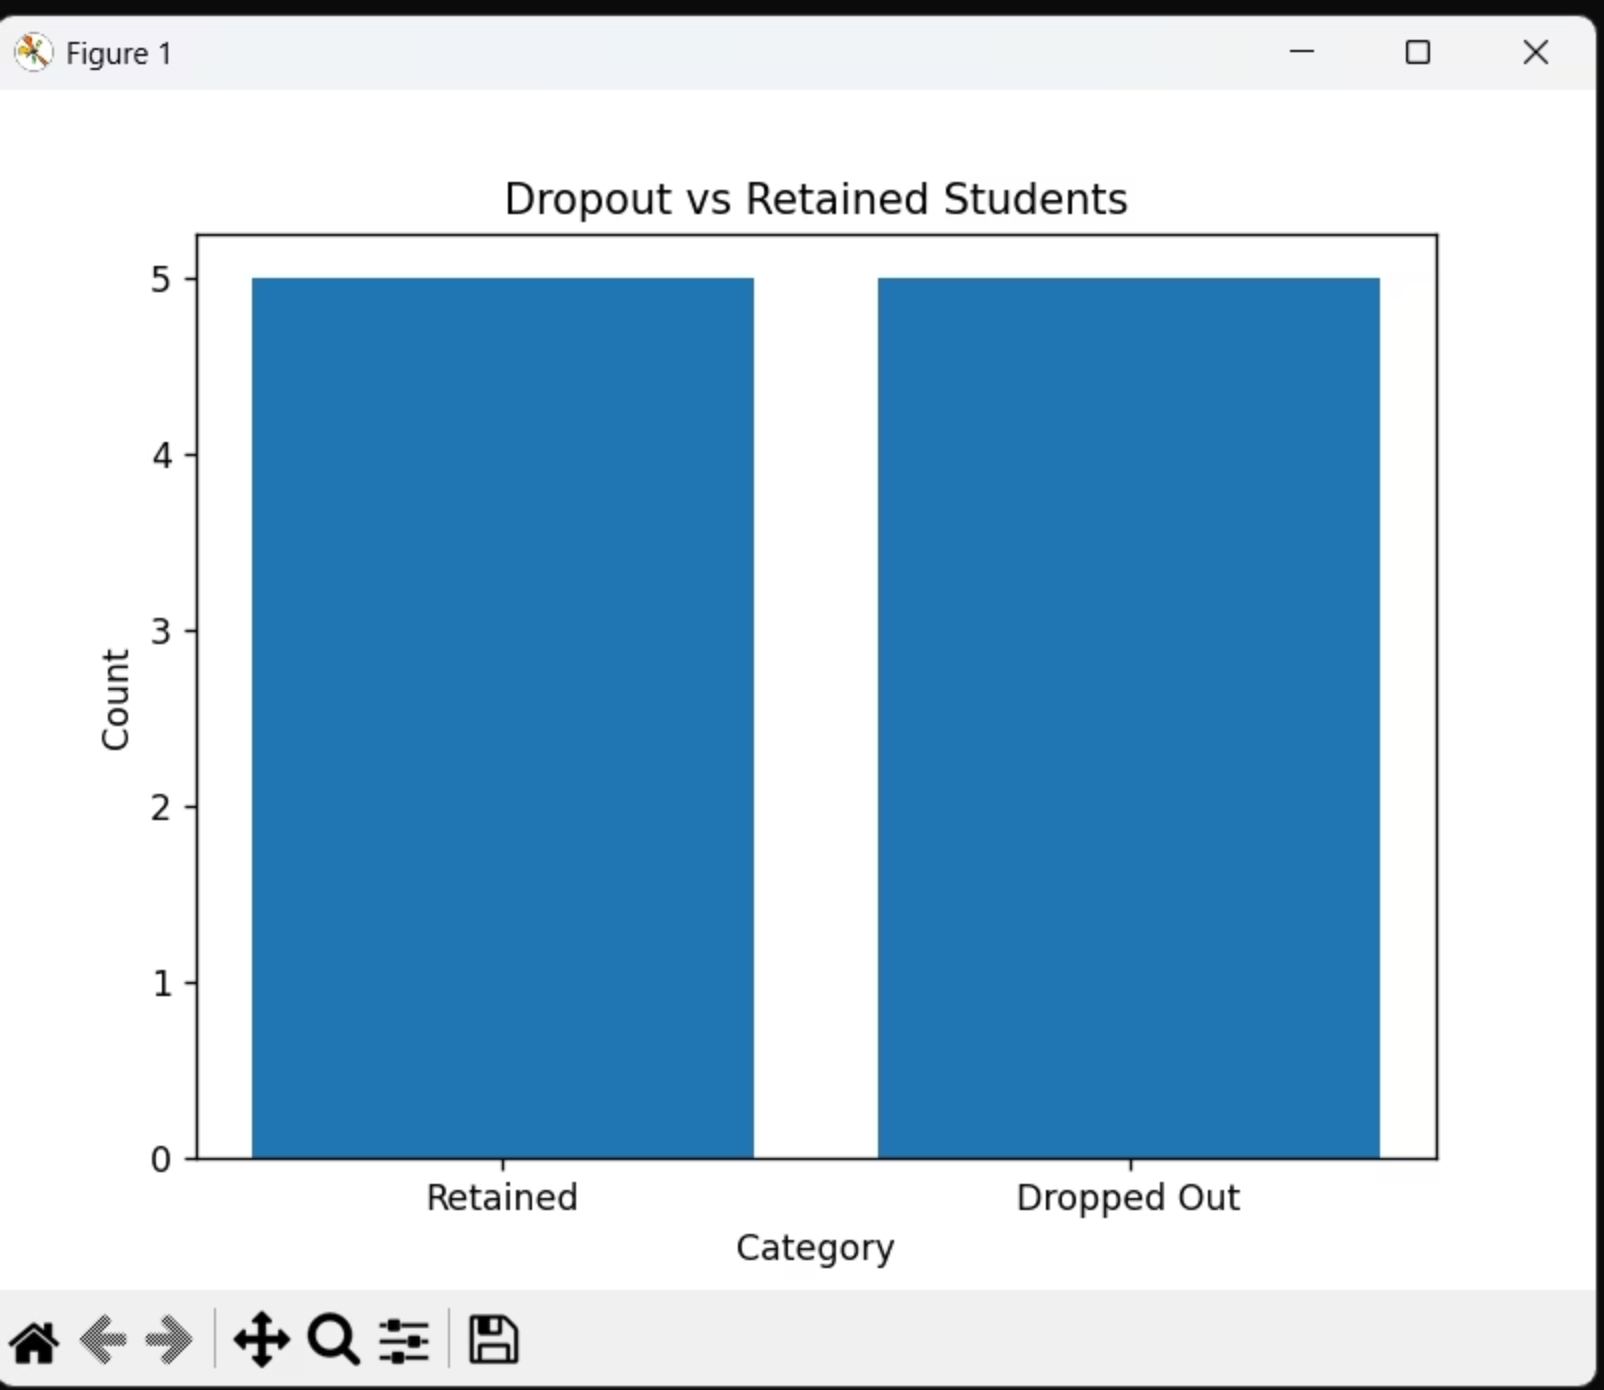 Figure 1
Dropout vs Retained Students
5
4
3
2
1
0
Count
Retained Dropped Out
Category